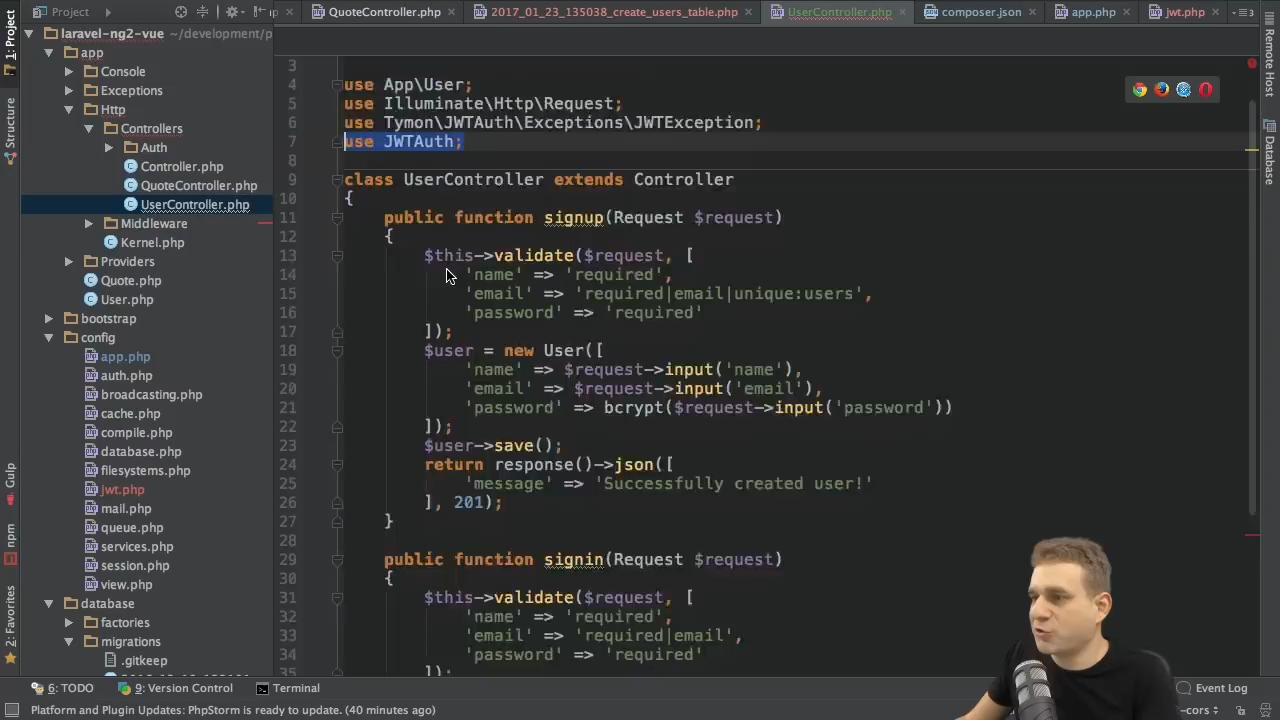 Project
QuoteController.php
2017_01_23_135038_create_users_table.php
UserController.php
composer.json
app.php
jwt.php
1: Project
Structure
Gulp
npm
2: Favorites
Remote Host
Database
laravel-ng2-vue ~/development/p
app
Console
Exceptions
Http
Controllers
Auth
Controller.php
QuoteController.php
UserController.php
Middleware
Kernel.php
Providers
Quote.php
User.php
bootstrap
config
app.php
auth.php
broadcasting.php
cache.php
compile.php
database.php
filesystems.php
jwt.php
mail.php
queue.php
services.php
session.php
view.php
database
factories
migrations
.gitkeep
3
4 use App\User;
5 use Illuminate\Http\Request;
6 use Tymon\JWTAuth\Exceptions\JWTException;
7 use JWTAuth;
8
9 class UserController extends Controller
10 {
11 public function signup(Request $request)
12 {
13 $this->validate($request, [
14 'name' => 'required',
15 'email' => 'required|email|unique:users',
16 'password' => 'required'
17 ]);
18 $user = new User([
19 'name' => $request->input('name'),
20 'email' => $request->input('email'),
21 'password' => bcrypt($request->input('password'))
22 ]);
23 $user->save();
24 return response()->json([
25 'message' => 'Successfully created user!'
26 ], 201);
27 }
28
29 public function signin(Request $request)
30 {
31 $this->validate($request, [
32 'name' => 'required',
33 'email' => 'required|email',
34 'password' => 'required'
35 ]);
6: TODO
9: Version Control
Terminal
Event Log
Platform and Plugin Updates: PhpStorm is ready to update. (40 minutes ago)
-cors